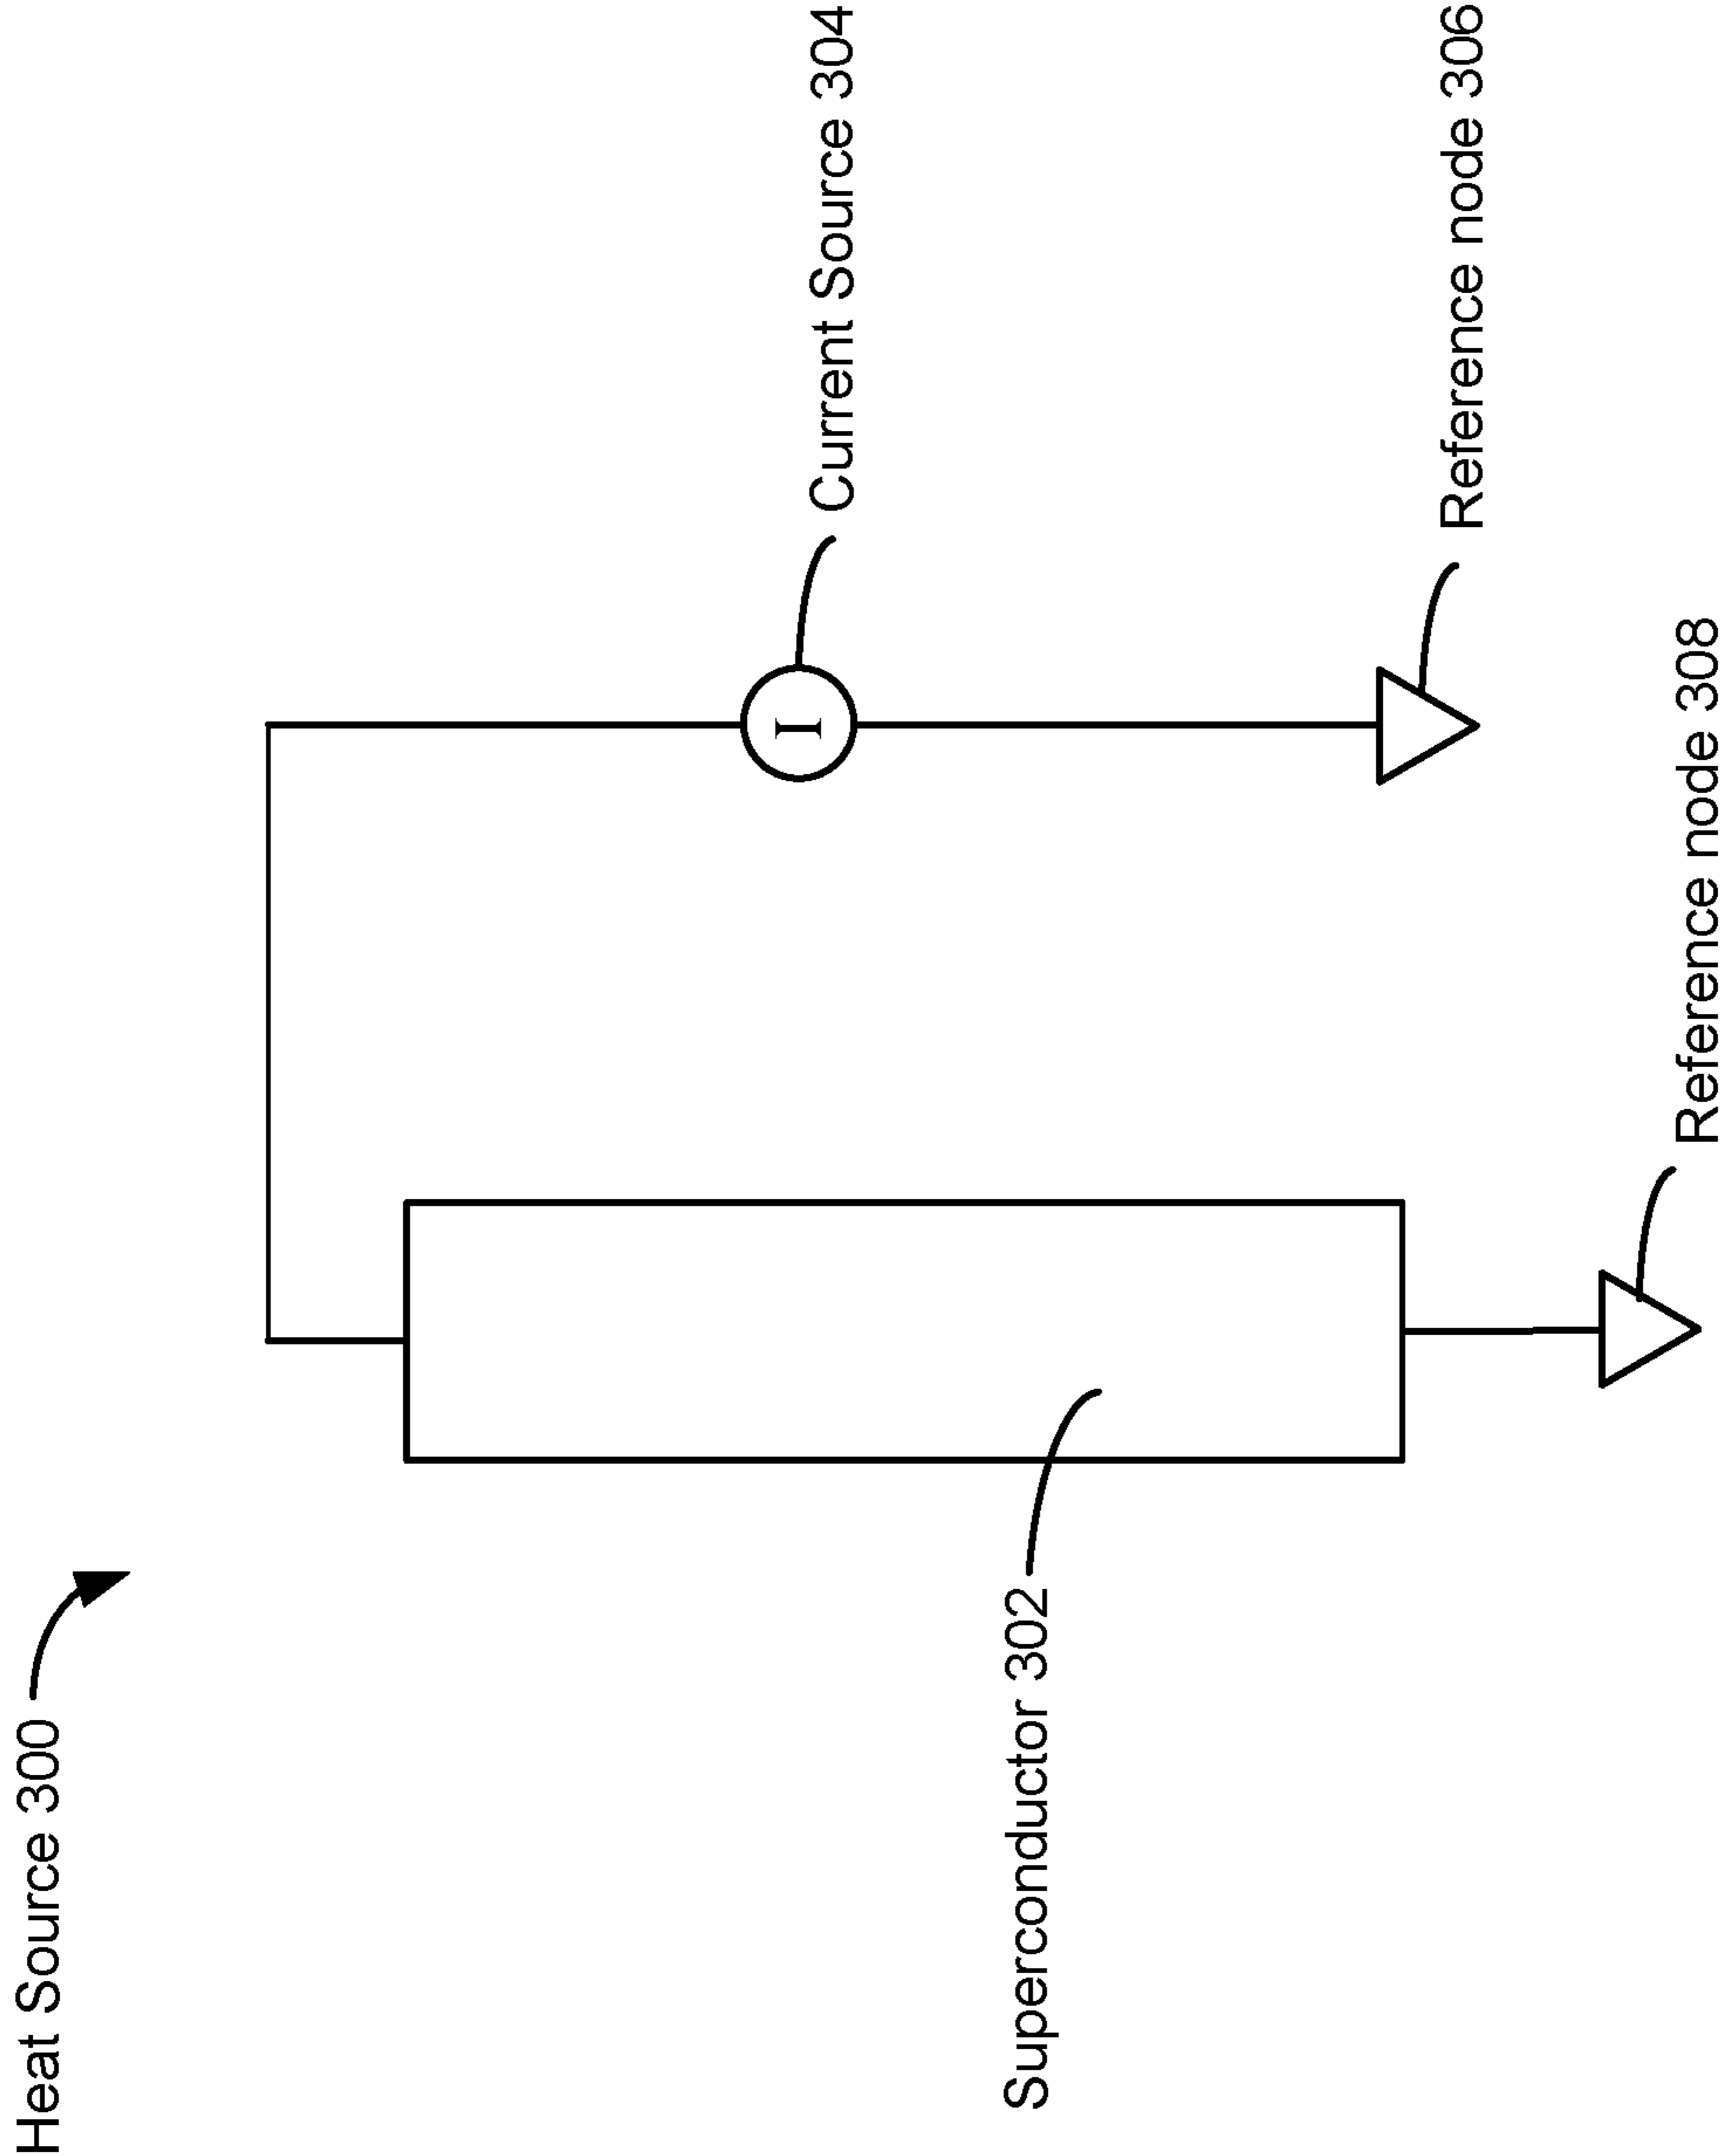 Heat Source 300
Superconductor 302
Current Source 304
I
Reference node 306
Reference node 308